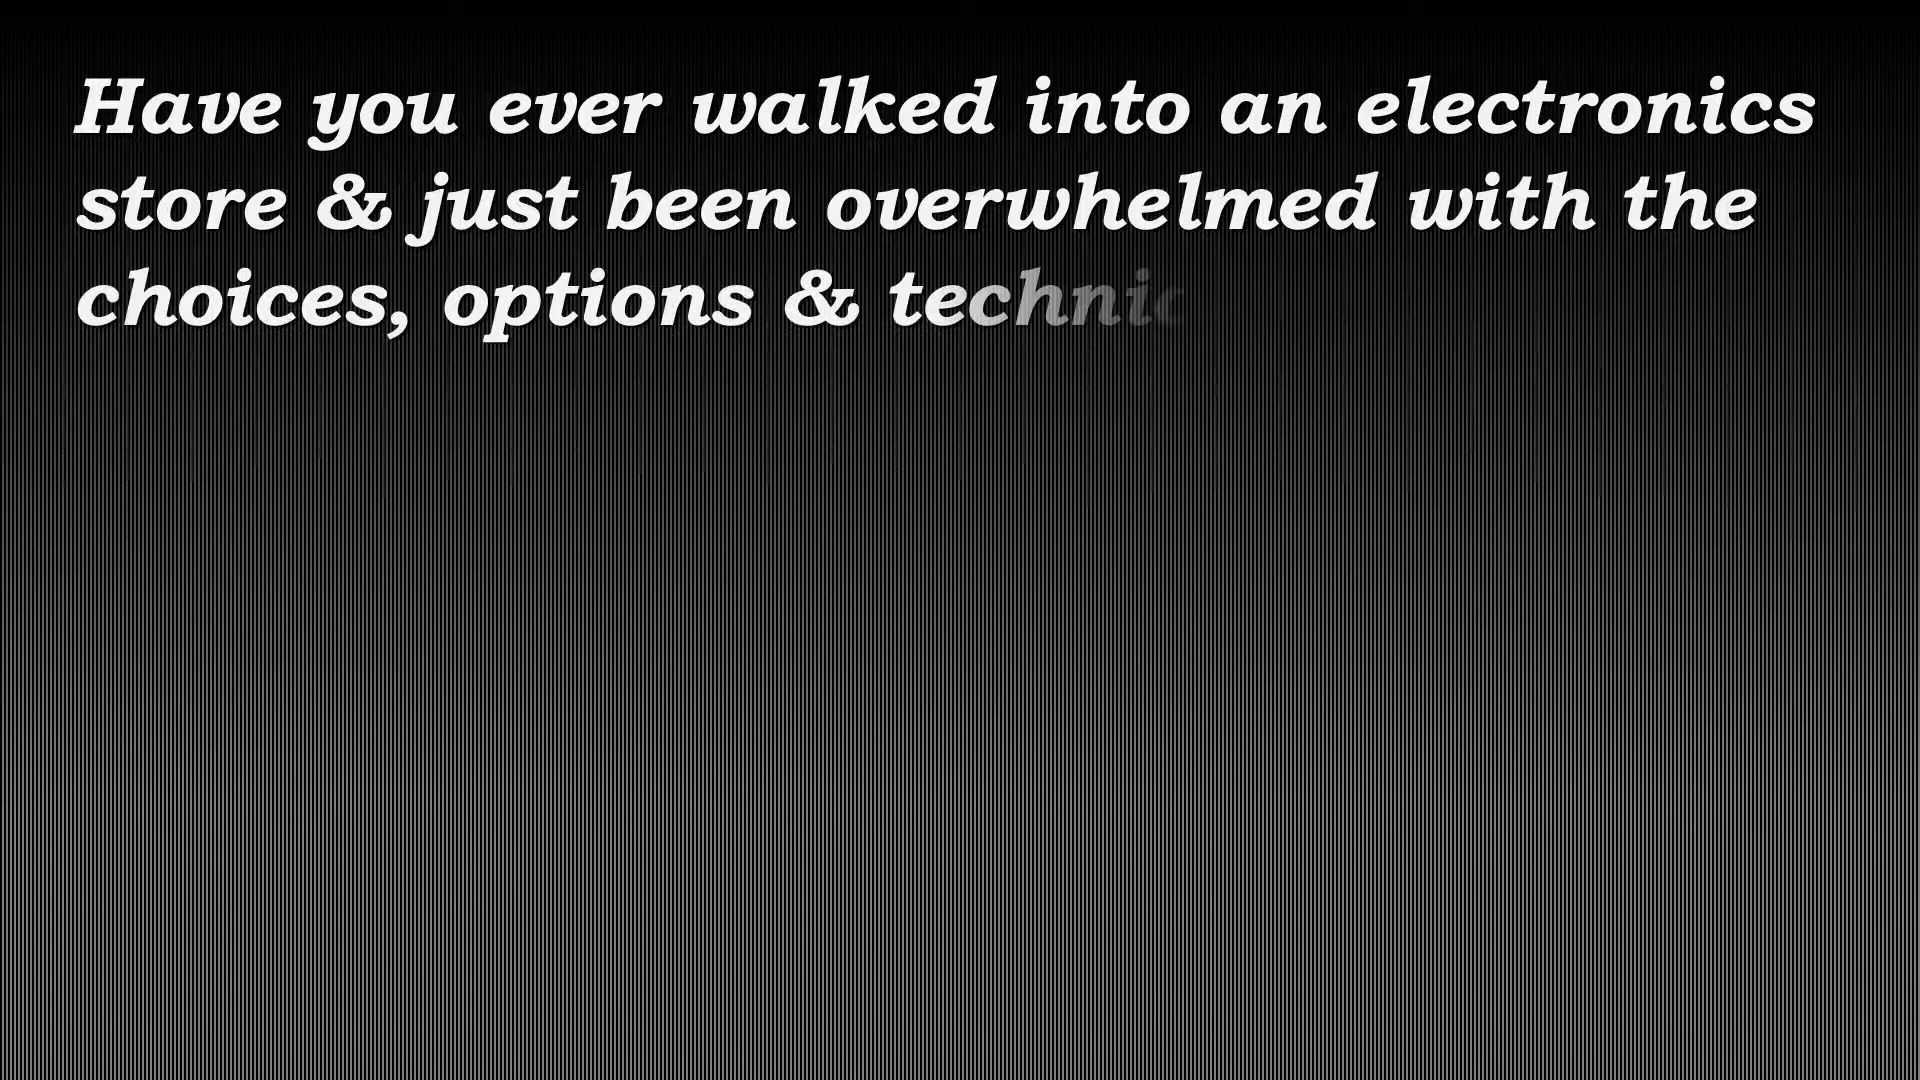 Have you ever walked into an electronics
store & just been overwhelmed with the
choices, options & technic